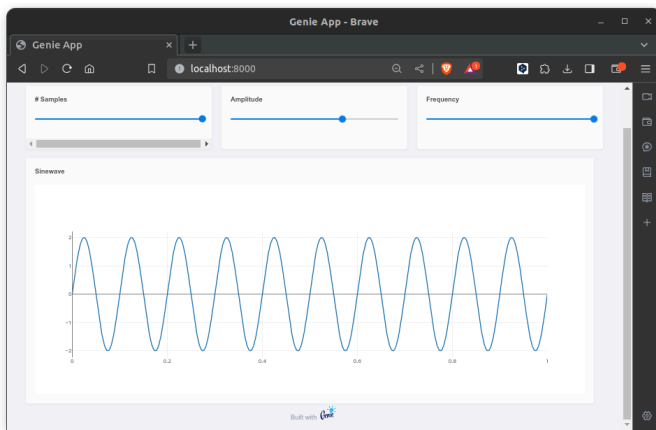 Genie App - Brave
Genie App
localhost:8000
# Samples
Amplitude
Frequency
Sinewave
2
1
0
−1
−2
0
0.2
0.4
0.6
0.8
1
Built with Genie